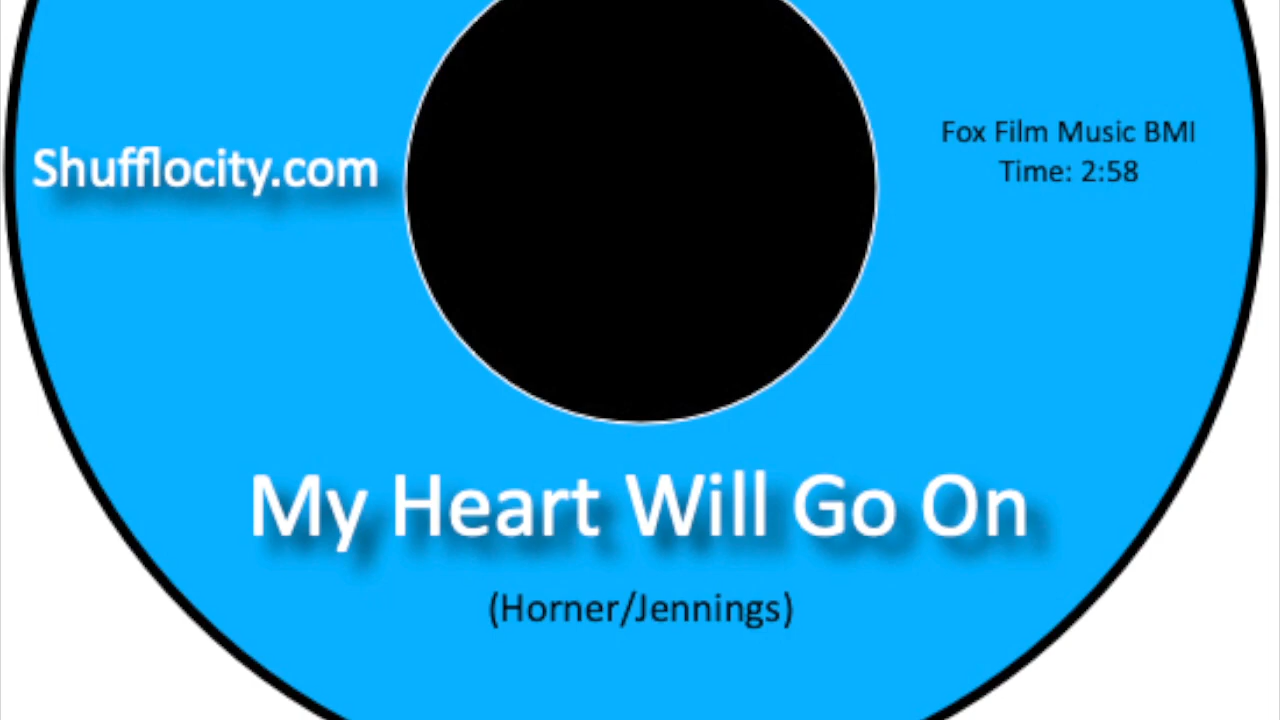 Shufflocity.com
Fox Film Music BMI
Time: 2:58
My Heart Will Go On
(Horner/Jennings)